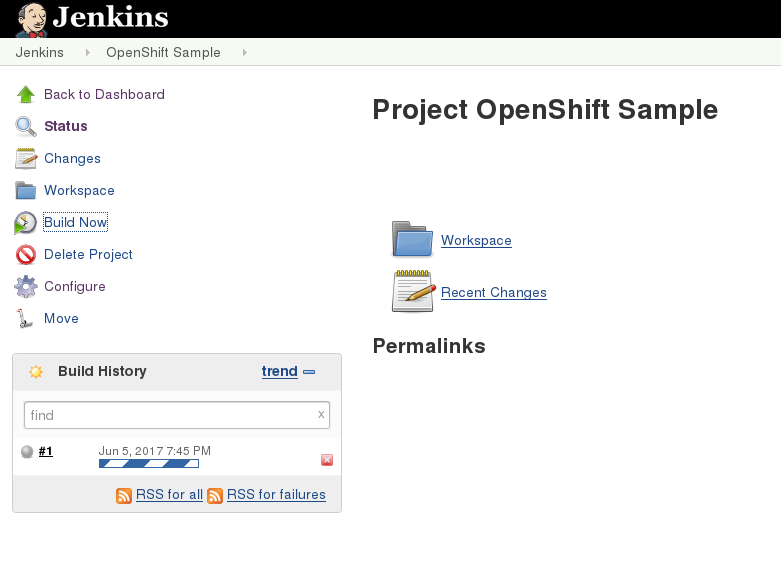 Jenkins
Jenkins OpenShift Sample
Back to Dashboard
Status
Changes
Workspace
Build Now
Delete Project
Configure
Move
Project OpenShift Sample
Workspace
Recent Changes
Permalinks
Build History trend
find x
#1 Jun 5, 2017 7:45 PM
RSS for all RSS for failures